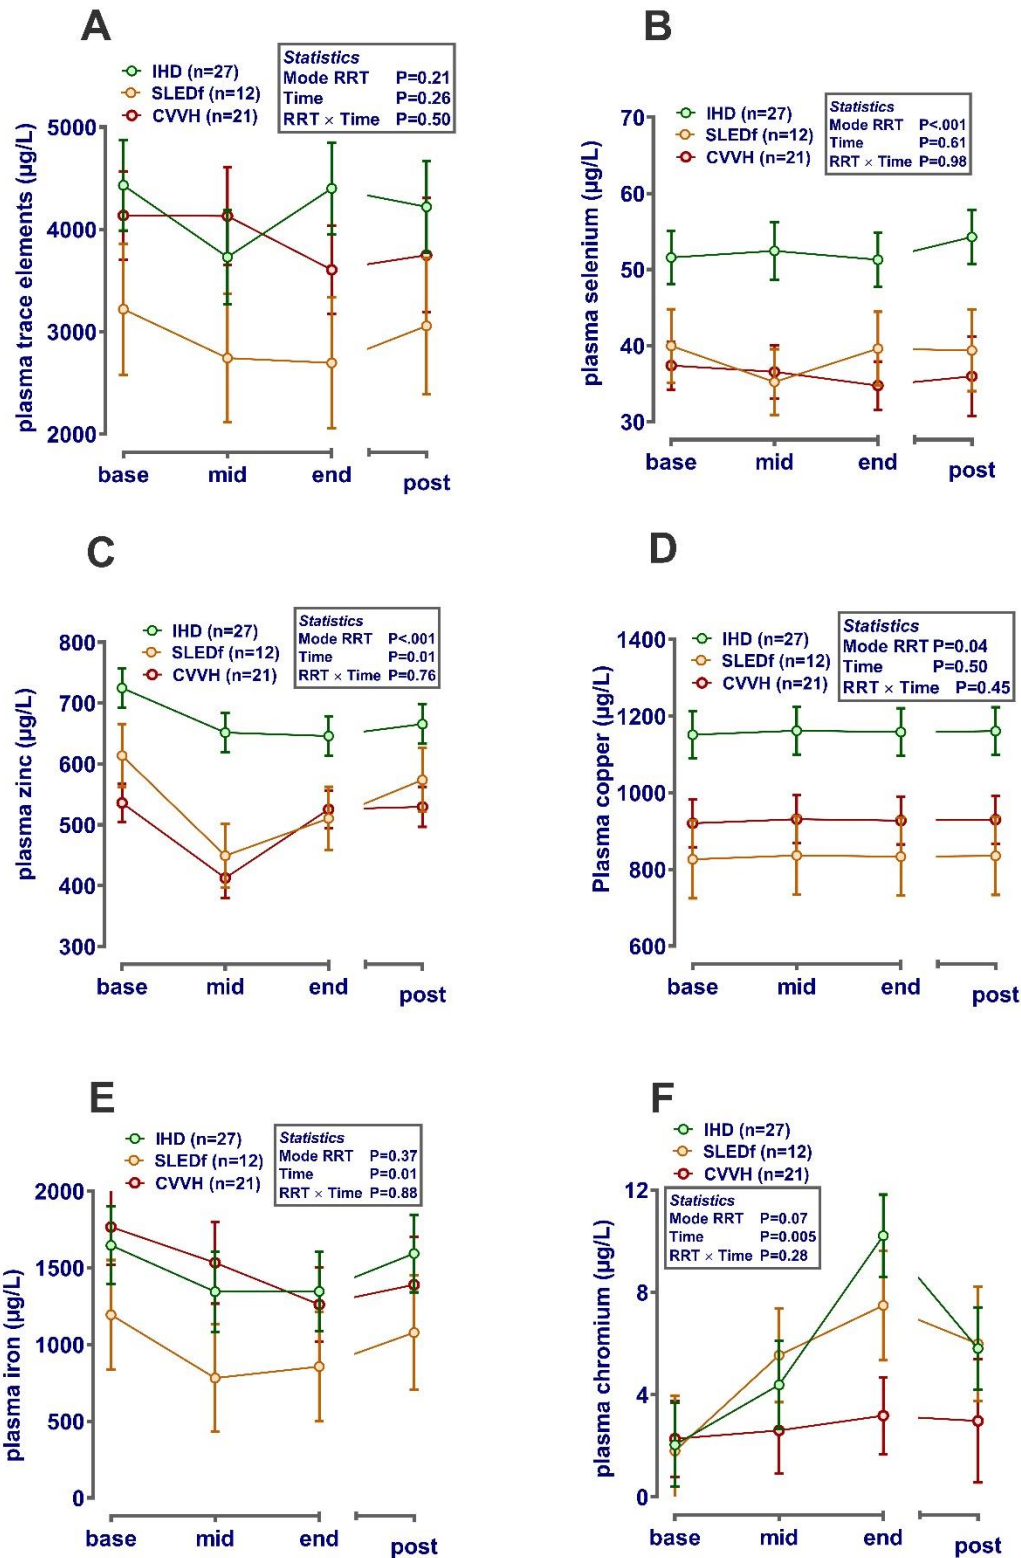 A
IHD (n=27)
SLEDf (n=12)
CVVH (n=21)
Statistics
Mode RRT P=0.21
Time P=0.26
RRT × Time P=0.50
plasma trace elements (µg/L)
5000
4000
3000
2000
base mid end post
B
IHD (n=27)
SLEDf (n=12)
CVVH (n=21)
Statistics
Mode RRT P<.001
Time P=0.61
RRT × Time P=0.98
plasma selenium (µg/L)
70
60
50
40
30
base mid end post
C
IHD (n=27)
SLEDf (n=12)
CVVH (n=21)
Statistics
Mode RRT P<.001
Time P=0.01
RRT × Time P=0.76
plasma zinc (µg/L)
800
700
600
500
400
300
base mid end post
D
IHD (n=27)
SLEDf (n=12)
CVVH (n=21)
Statistics
Mode RRT P=0.04
Time P=0.50
RRT × Time P=0.45
Plasma copper (µg/L)
1400
1200
1000
800
600
base mid end post
E
IHD (n=27)
SLEDf (n=12)
CVVH (n=21)
Statistics
Mode RRT P=0.37
Time P=0.01
RRT × Time P=0.88
plasma iron (µg/L)
2000
1500
1000
500
0
base mid end post
F
IHD (n=27)
SLEDf (n=12)
CVVH (n=21)
Statistics
Mode RRT P=0.07
Time P=0.005
RRT × Time P=0.28
plasma chromium (µg/L)
12
8
4
0
base mid end post